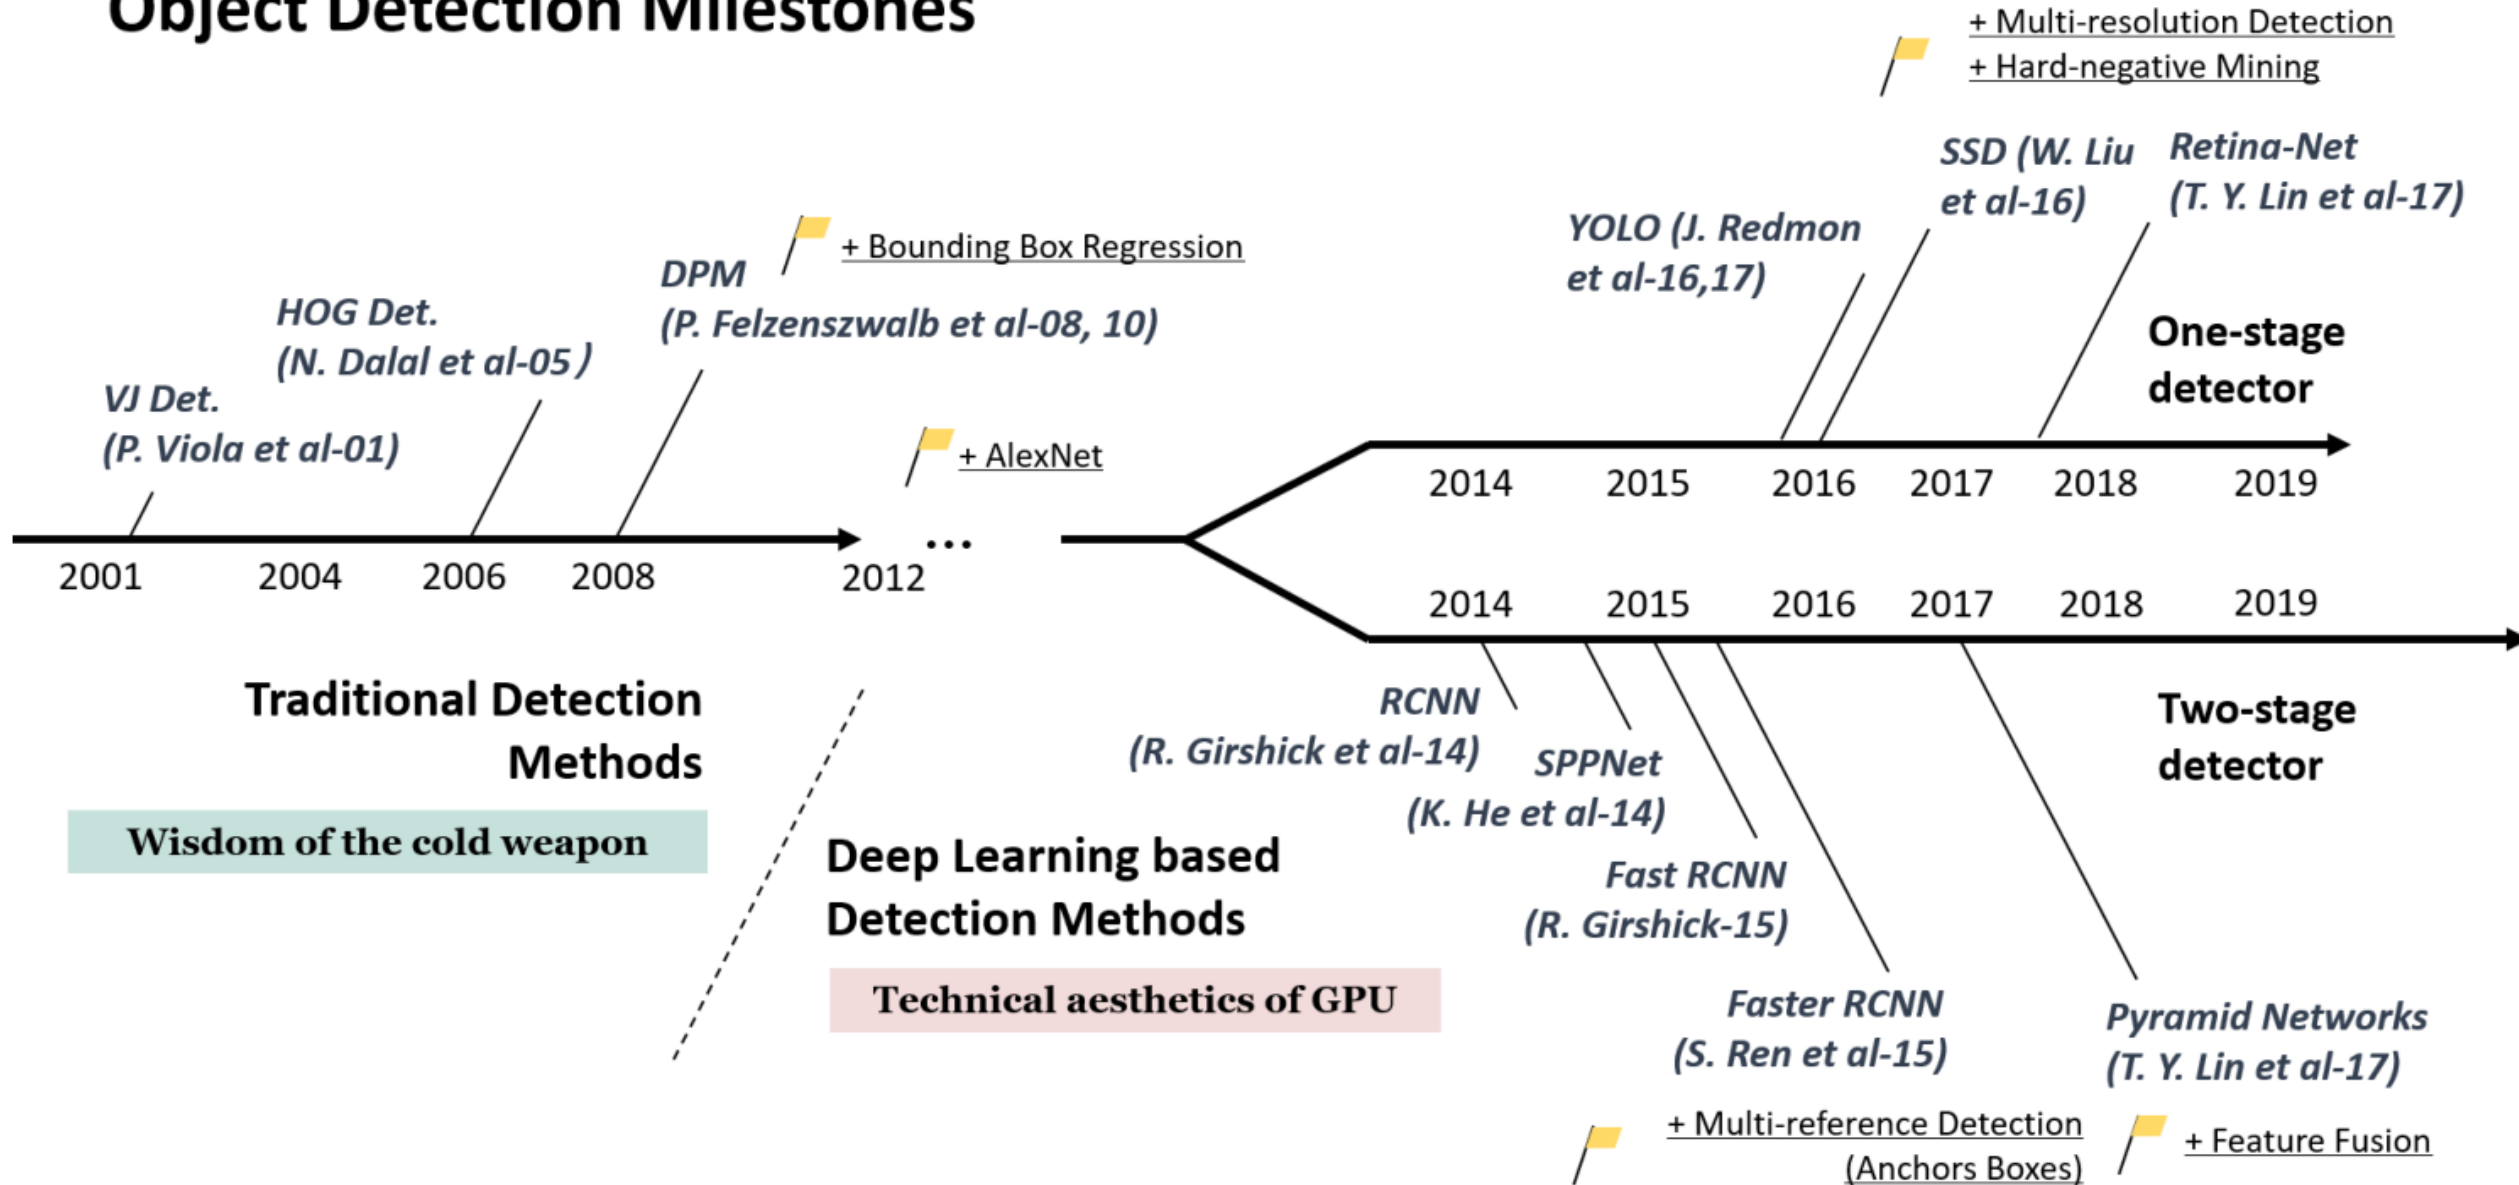 Object Detection Milestones
+ Multi-resolution Detection
+ Hard-negative Mining
SSD (W. Liu
et al-16)
Retina-Net
(T. Y. Lin et al-17)
YOLO (J. Redmon
et al-16,17)
+ Bounding Box Regression
DPM
(P. Felzenszwalb et al-08, 10)
HOG Det.
(N. Dalal et al-05)
VJ Det.
(P. Viola et al-01)
+ AlexNet
One-stage
detector
2014 2015 2016 2017 2018 2019
...
2001 2004 2006 2008 2012
2014 2015 2016 2017 2018 2019
Traditional Detection
Methods
Wisdom of the cold weapon
Deep Learning based
Detection Methods
Technical aesthetics of GPU
RCNN
(R. Girshick et al-14)
SPPNet
(K. He et al-14)
Fast RCNN
(R. Girshick-15)
Faster RCNN
(S. Ren et al-15)
Two-stage
detector
Pyramid Networks
(T. Y. Lin et al-17)
+ Multi-reference Detection
(Anchors Boxes)
+ Feature Fusion